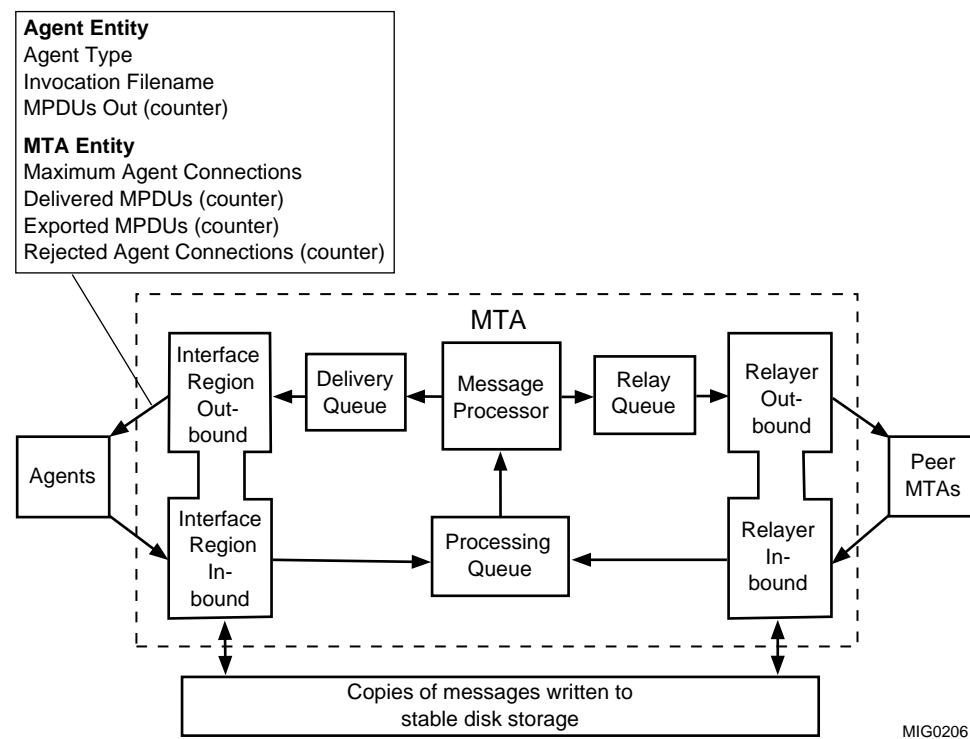 Agent Entity
Agent Type
Invocation Filename
MPDUs Out (counter)
MTA Entity
Maximum Agent Connections
Delivered MPDUs (counter)
Exported MPDUs (counter)
Rejected Agent Connections (counter)
MTA
Interface
Region
Out-
bound
Delivery
Queue
Message
Processor
Relay
Queue
Relayer
Out-
bound
Agents
Peer
MTAs
Interface
Region
In-
bound
Processing
Queue
Relayer
In-
bound
Copies of messages written to
stable disk storage
MIG0206